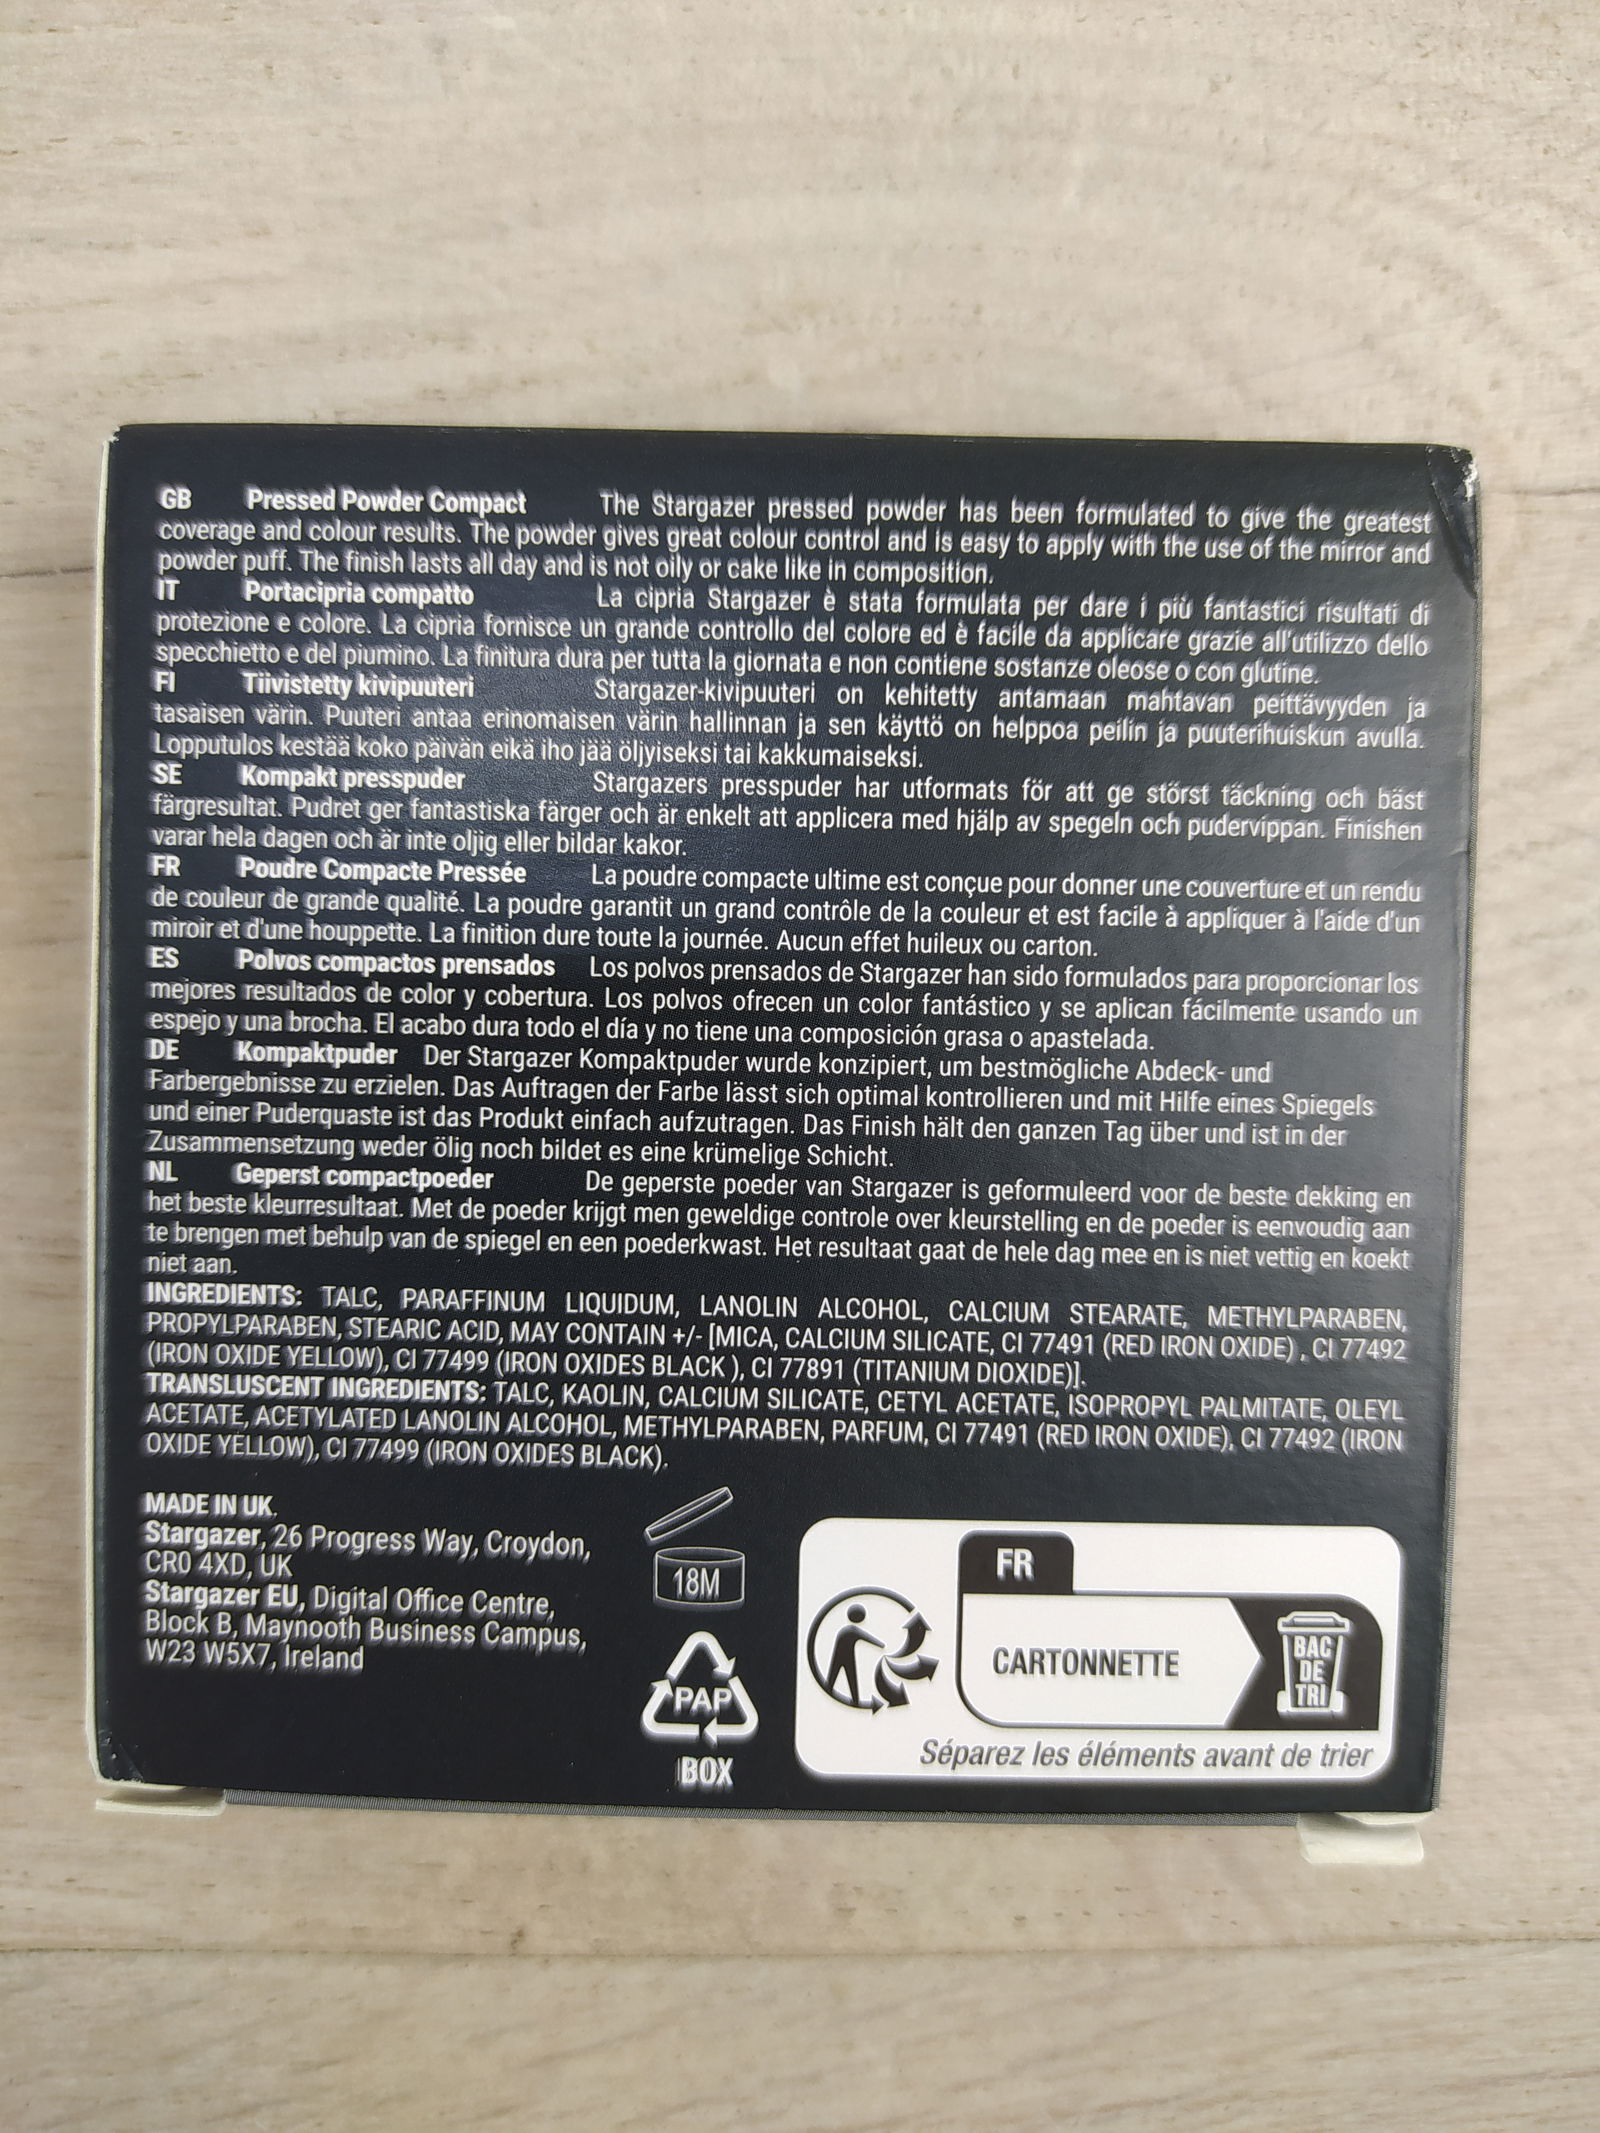 GB Pressed Powder Compact The Stargazer pressed powder has been formulated to give the greatest
coverage and colour results. The powder gives great colour control and is easy to apply with the use of the mirror and
powder puff. The finish lasts all day and is not oily or cake like in composition.
IT Portacipria compatto La cipria Stargazer è stata formulata per dare i più fantastici risultati di
protezione e colore. La cipria fornisce un grande controllo del colore ed è facile da applicare grazie all'utilizzo dello
specchietto e del piumino. La finitura dura per tutta la giornata e non contiene sostanze oleose o con glutine.
FI Tiivistetty kivipuuteri Stargazer-kivipuuteri on kehitetty antamaan mahtavan peittävyyden ja
tasaisen värin. Puuteri antaa erinomaisen värin hallinnan ja sen käyttö on helppoa peilin ja puuterihuiskun avulla.
Lopputulos kestää koko päivän eikä iho jää öljyiseksi tai kakkumaiseksi.
SE Kompakt presspuder Stargazers presspuder har utformats för att ge störst täckning och bäst
färgresultat. Pudret ger fantastiska färger och är enkelt att applicera med hjälp av spegeln och pudervippan. Finishen
varar hela dagen och är inte oljig eller bildar kakor.
FR Poudre Compacte Pressée La poudre compacte ultime est conçue pour donner une couverture et un rendu
de couleur de grande qualité. La poudre garantit un grand contrôle de la couleur et est facile à appliquer à l'aide d'un
miroir et d'une houppette. La finition dure toute la journée. Aucun effet huileux ou carton.
ES Polvos compactos prensados Los polvos prensados de Stargazer han sido formulados para proporcionar los
mejores resultados de color y cobertura. Los polvos ofrecen un color fantástico y se aplican fácilmente usando un
espejo y una brocha. El acabo dura todo el día y no tiene una composición grasa o apastelada.
DE Kompaktpuder Der Stargazer Kompaktpuder wurde konzipiert, um bestmögliche Abdeck- und
Farbergebnisse zu erzielen. Das Auftragen der Farbe lässt sich optimal kontrollieren und mit Hilfe eines Spiegels
und einer Puderquaste ist das Produkt einfach aufzutragen. Das Finish hält den ganzen Tag über und ist in der
Zusammensetzung weder ölig noch bildet es eine krümelige Schicht.
NL Geperst compactpoeder De geperste poeder van Stargazer is geformuleerd voor de beste dekking en
het beste kleurresultaat. Met de poeder krijgt men geweldige controle over kleurstelling en de poeder is eenvoudig aan
te brengen met behulp van de spiegel en een poederkwast. Het resultaat gaat de hele dag mee en is niet vettig en koekt
niet aan.
INGREDIENTS: TALC, PARAFFINUM LIQUIDUM, LANOLIN ALCOHOL, CALCIUM STEARATE, METHYLPARABEN,
PROPYLPARABEN, STEARIC ACID, MAY CONTAIN +/- [MICA, CALCIUM SILICATE, CI 77491 (RED IRON OXIDE) , CI 77492
(IRON OXIDE YELLOW), CI 77499 (IRON OXIDES BLACK ), CI 77891 (TITANIUM DIOXIDE)].
TRANSLUSCENT INGREDIENTS: TALC, KAOLIN, CALCIUM SILICATE, CETYL ACETATE, ISOPROPYL PALMITATE, OLEYL
ACETATE, ACETYLATED LANOLIN ALCOHOL, METHYLPARABEN, PARFUM, CI 77491 (RED IRON OXIDE), CI 77492 (IRON
OXIDE YELLOW), CI 77499 (IRON OXIDES BLACK).
MADE IN UK.
Stargazer, 26 Progress Way, Croydon,
CR0 4XD, UK
Stargazer EU, Digital Office Centre,
Block B, Maynooth Business Campus,
W23 W5X7, Ireland
18M
PAP
BOX
FR
CARTONNETTE
BAC
DE
TRI
Séparez les éléments avant de trier